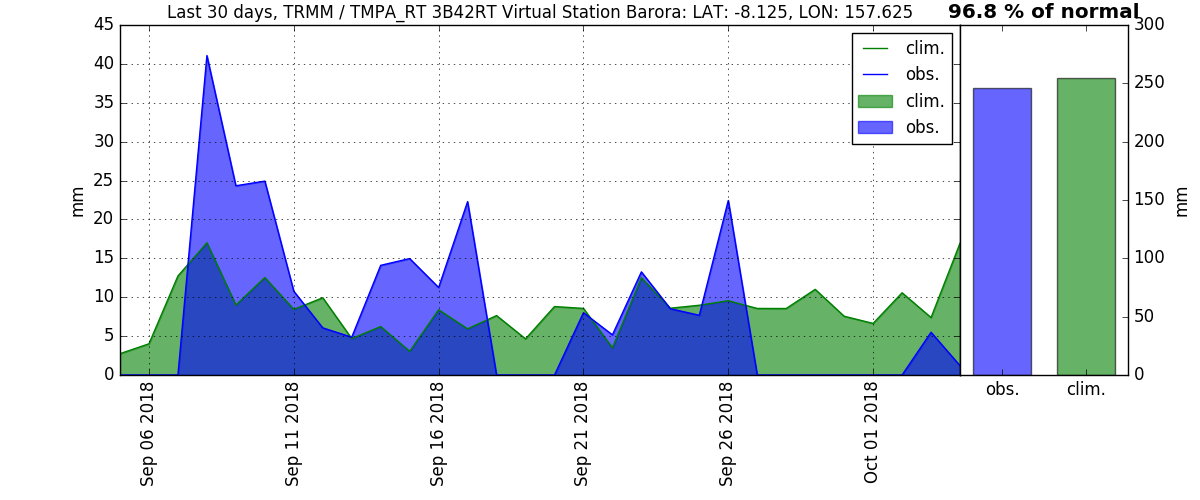 Last 30 days, TRMM / TMPA_RT 3B42RT Virtual Station Barora: LAT: -8.125, LON: 157.625
96.8 % of normal
45
40
35
30
25
20
15
10
5
0
mm
clim.
obs.
clim.
obs.
Sep 06 2018
Sep 11 2018
Sep 16 2018
Sep 21 2018
Sep 26 2018
Oct 01 2018
300
250
200
150
100
50
0
mm
obs.
clim.